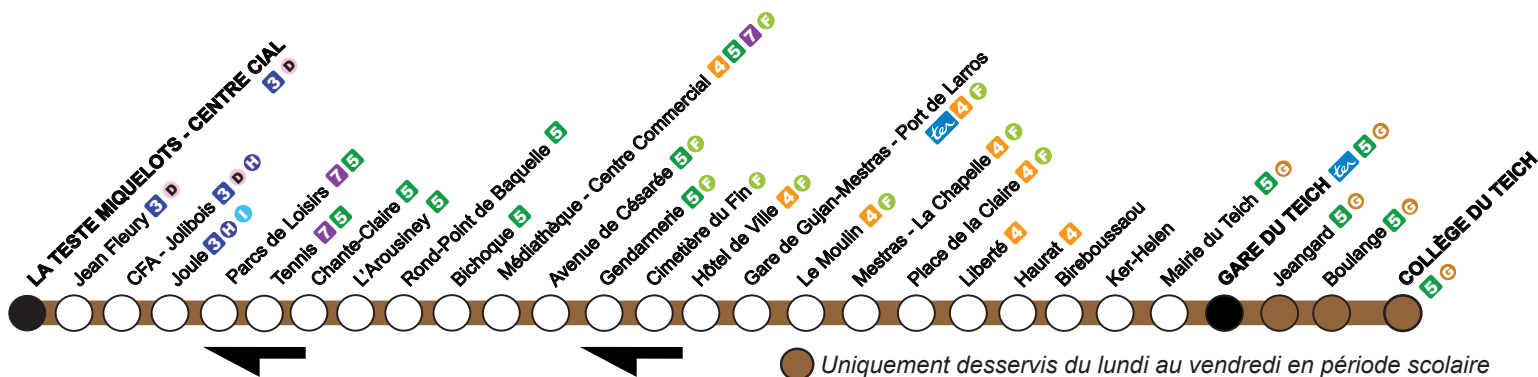 LA TESTE MIQUELOTS - CENTRE CIAL 3 D
Jean Fleury 3 D
CFA - Jolibois 3 D H
Joule 3 H I
Parcs de Loisirs 7 5
Tennis 7 5
Chante-Claire 5
L'Arousiney 5
Rond-Point de Baquelle 5
Bichoque 5
Médiathèque - Centre Commercial 4 5 7 F
Avenue de Césarée 5 F
Gendarmerie 5 F
Cimetière du Fin F
Hôtel de Ville 4 F
Gare de Gujan-Mestras - Port de Larros
ter 4 F
Le Moulin 4 F
Mestras - La Chapelle 4 F
Place de la Claire 4 F
Liberté 4
Haurat 4
Bireboussaou
Ker-Helen
Mairie du Teich 5 G
GARE DU TEICH ter 5 G
Jeangard 5 G
Boulange 5 G
COLLÈGE DU TEICH
5 G
Uniquement desservis du lundi au vendredi en période scolaire